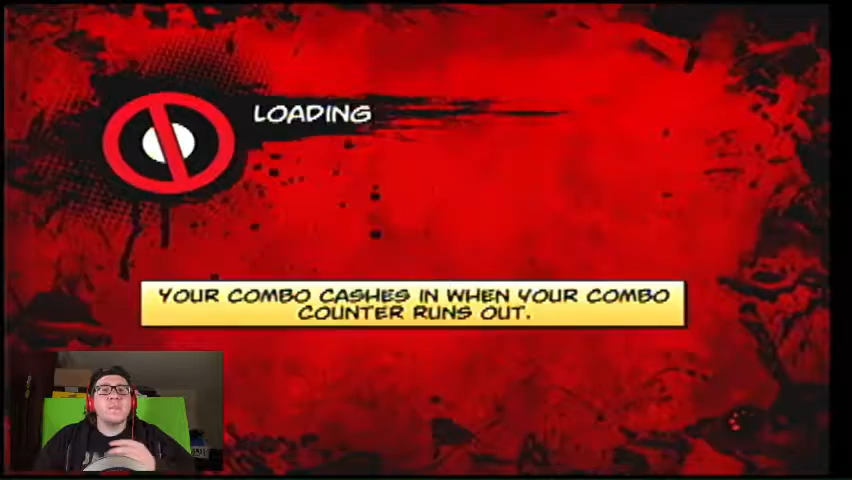 LOADING
YOUR COMBO CASHES IN WHEN YOUR COMBO
COUNTER RUNS OUT.